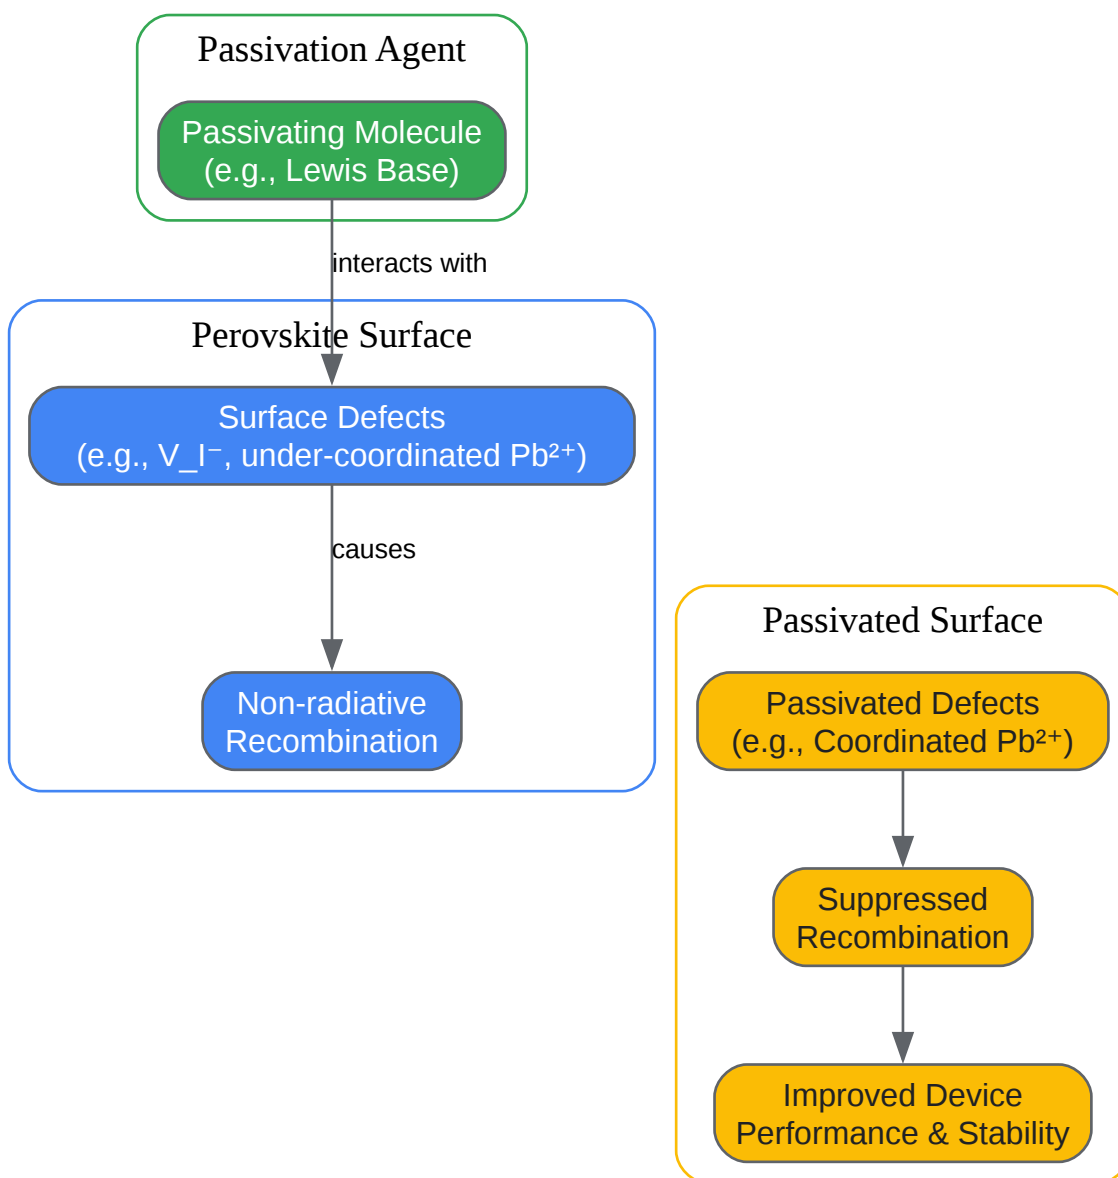 Passivation Agent
Passivating Molecule
(e.g., Lewis Base)
interacts with
Perovskite Surface
Surface Defects
(e.g., V_I⁻, under-coordinated Pb²⁺)
causes
Non-radiative
Recombination
Passivated Surface
Passivated Defects
(e.g., Coordinated Pb²⁺)
Suppressed
Recombination
Improved Device
Performance & Stability